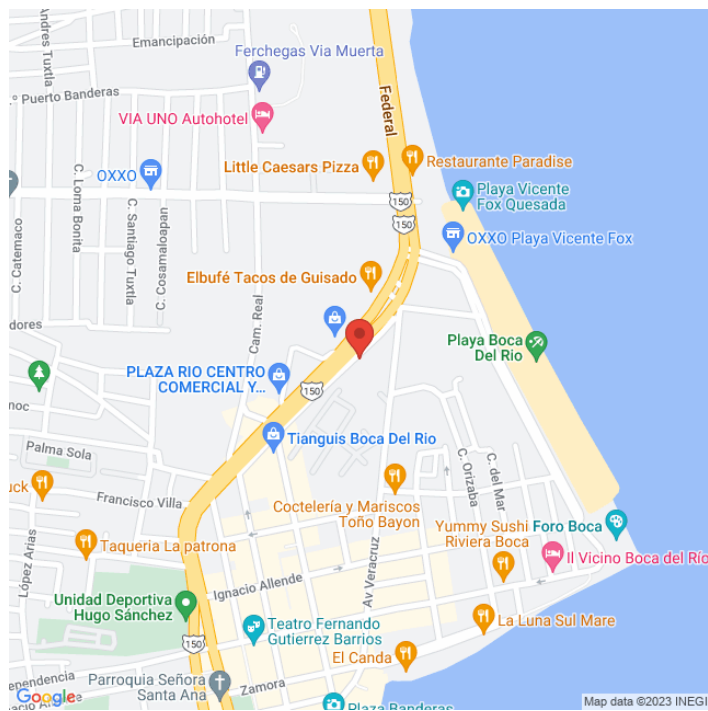 Andres Tuxtla
Emancipación
Ferchegas Via Muerta
Federal
.° Puerto Banderas
VIA UNO Autohotel
Little Caesars Pizza
Restaurante Paradise
OXXO
C. Loma Bonita
C. Santiago Tuxtla
C. Cosamaloapan
C. Catemaco
150
150
Playa Vicente
Fox Quesada
OXXO Playa Vicente Fox
Elbufé Tacos de Guisado
Cam. Real
dores
Playa Boca
Del Rio
PLAZA RIO CENTRO
COMERCIAL Y...
150
noc
Tianguis Boca Del Rio
Palma Sola
C. Orizaba
C. del Mar
uck
Francisco Villa
Coctelería y Mariscos
Toño Bayon
Foro Boca
Yummy Sushi
Riviera Boca
Taqueria La patrona
López Arias
Av Veracruz
Il Vicino Boca del Río
Ignacio Allende
Unidad Deportiva
Hugo Sánchez
La Luna Sul Mare
Teatro Fernando
Gutierrez Barrios
150
El Canda
dependencia
Parroquia Señora
Santa Ana
Zamora
Google
Plaza Banderas
Map data ©2023 INEGI